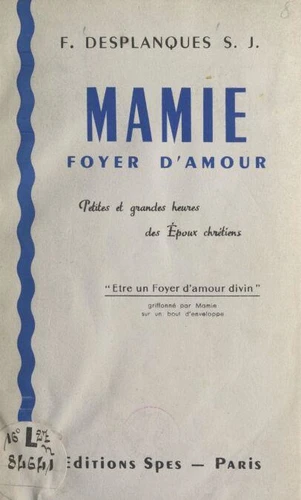 F. DESPLANQUES S. J.
MAMIE
FOYER D'AMOUR
Petites et grandes heures
des Époux chrétiens
"Etre un Foyer d'amour divin"
griffonné par Mamie
sur un bout d'enveloppe
Editions Spes — Paris